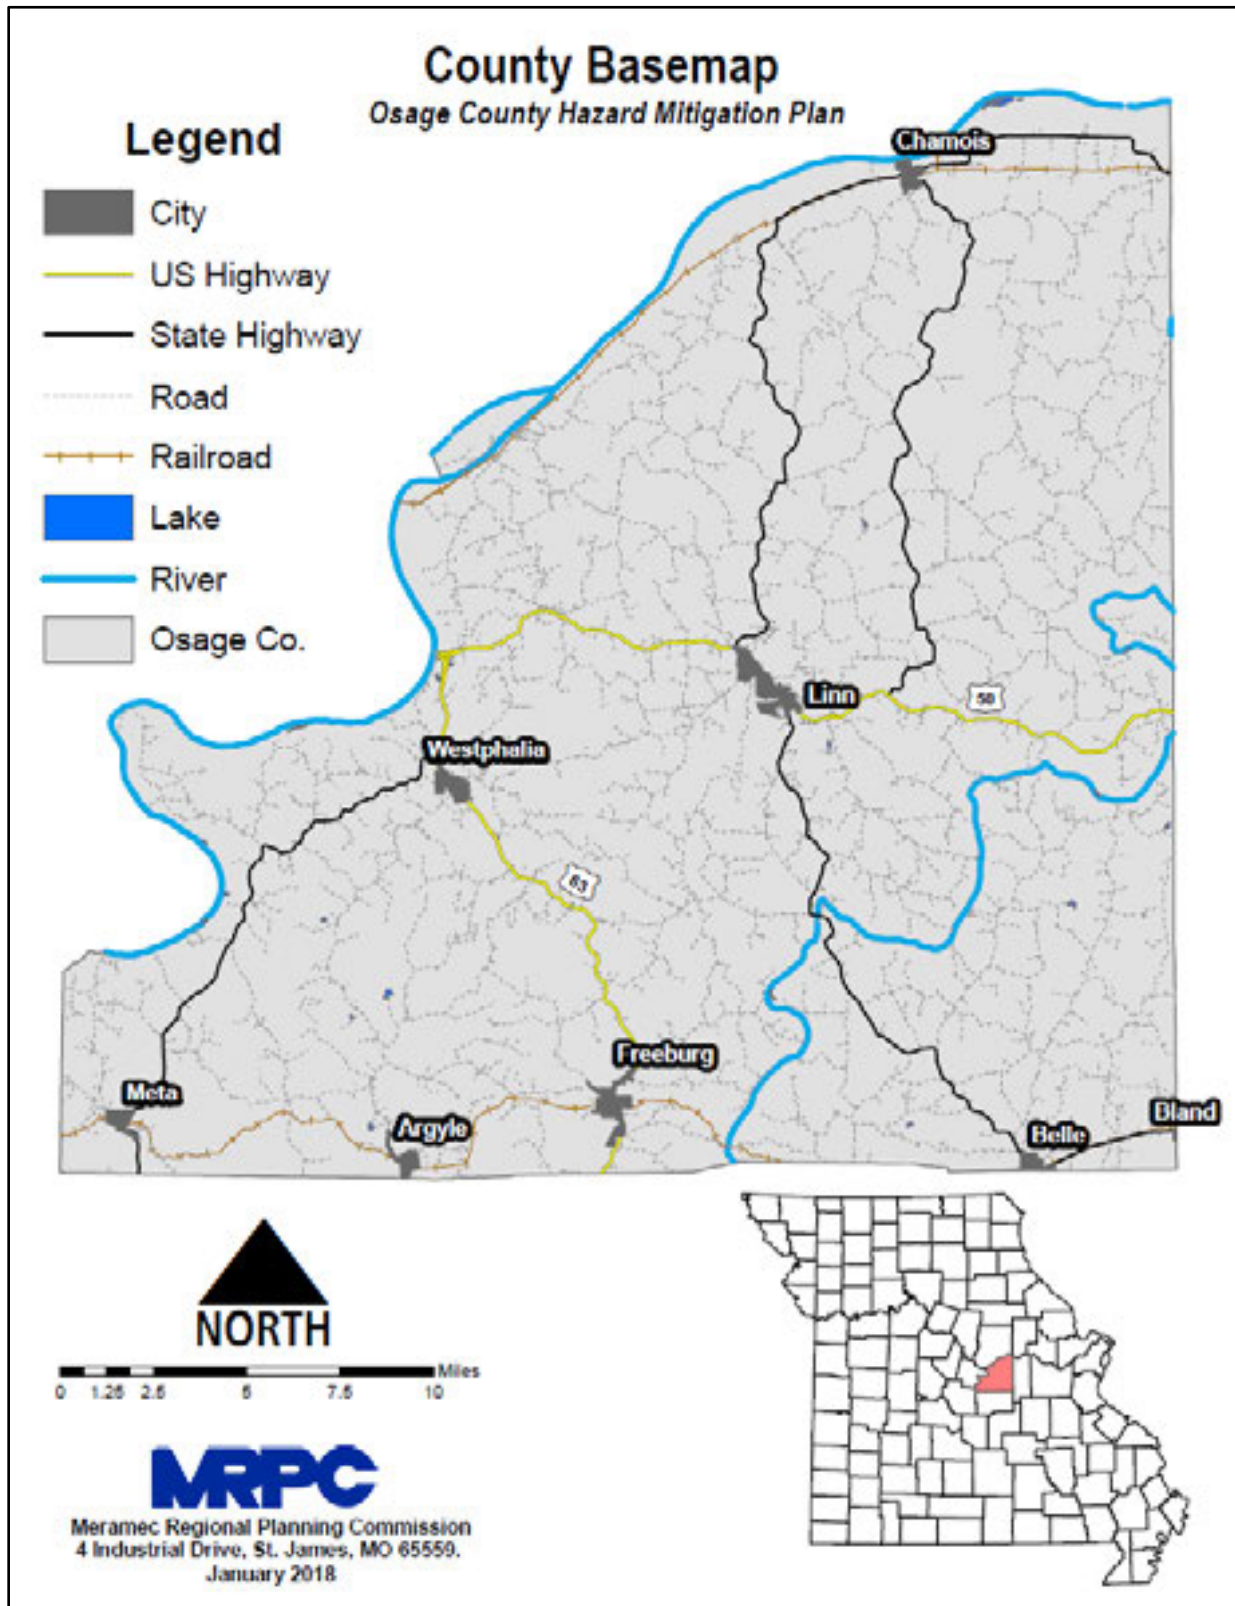 County Basemap
Osage County Hazard Mitigation Plan
Legend
City
US Highway
State Highway
Road
Railroad
Lake
River
Osage Co.
Chamois
Linn
50
Westphalia
63
Freeburg
Meta
Argyle
Belle
Bland
NORTH
Miles
0 1.25 2.5 5 7.5 10
MRPC
Meramec Regional Planning Commission
4 Industrial Drive, St. James, MO 65559.
January 2018